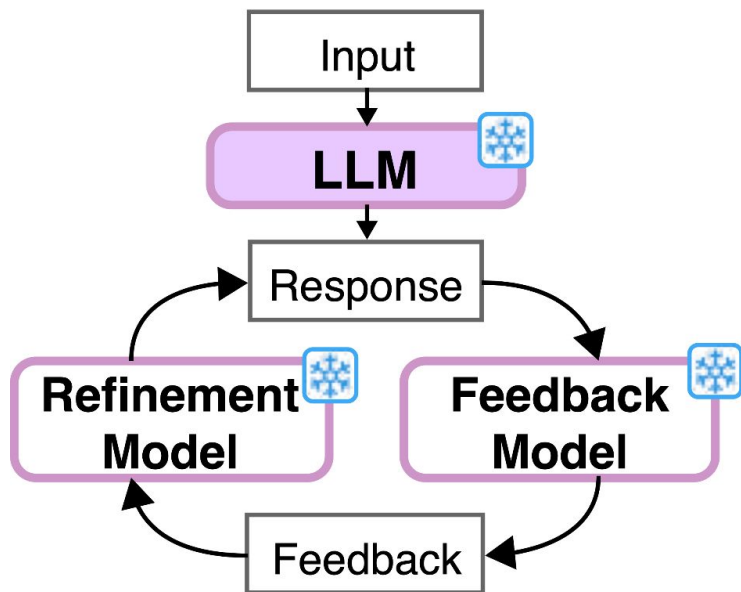 Input
LLM
Response
Refinement
Model
Feedback
Model
Feedback